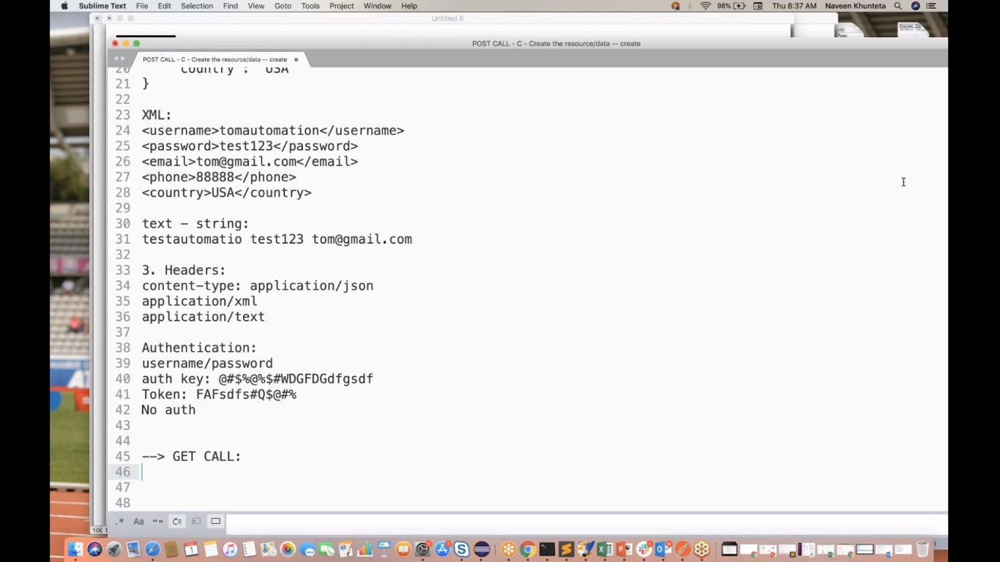 Sublime Text File Edit Selection Find View Goto Tools Project Window Help 98% Thu 8:37 AM Naveen Khunteta
Untitled 5
POST CALL - C - Create the resource/data -- create
POST CALL - C - Create the resource/data -- create
20 "country": "USA"
21 }
22
23 XML:
24 <username>tomautomation</username>
25 <password>test123</password>
26 <email>tom@gmail.com</email>
27 <phone>88888</phone>
28 <country>USA</country>
29
30 text - string:
31 testautomatio test123 tom@gmail.com
32
33 3. Headers:
34 content-type: application/json
35 application/xml
36 application/text
37
38 Authentication:
39 username/password
40 auth key: @#$%@%$#WDGFDGdfgsdf
41 Token: FAFsdfs#Q$@#%
42 No auth
43
44
45 --> GET CALL:
46
47
48
.* Aa “”